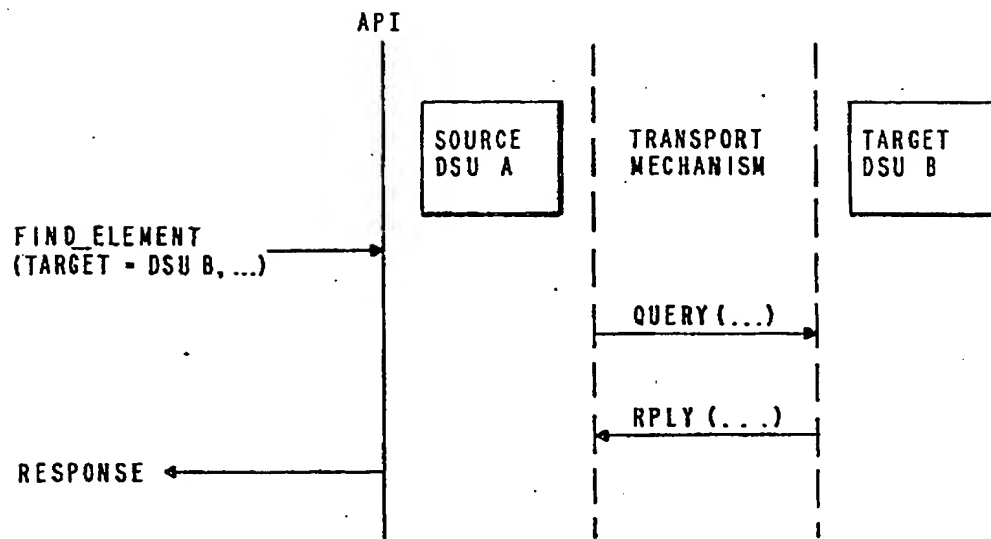 API
SOURCE
DSU A
TRANSPORT
MECHANISM
TARGET
DSU B
FIND_ELEMENT
(TARGET = DSU B, ...)
QUERY (...)
RPLY (...)
RESPONSE